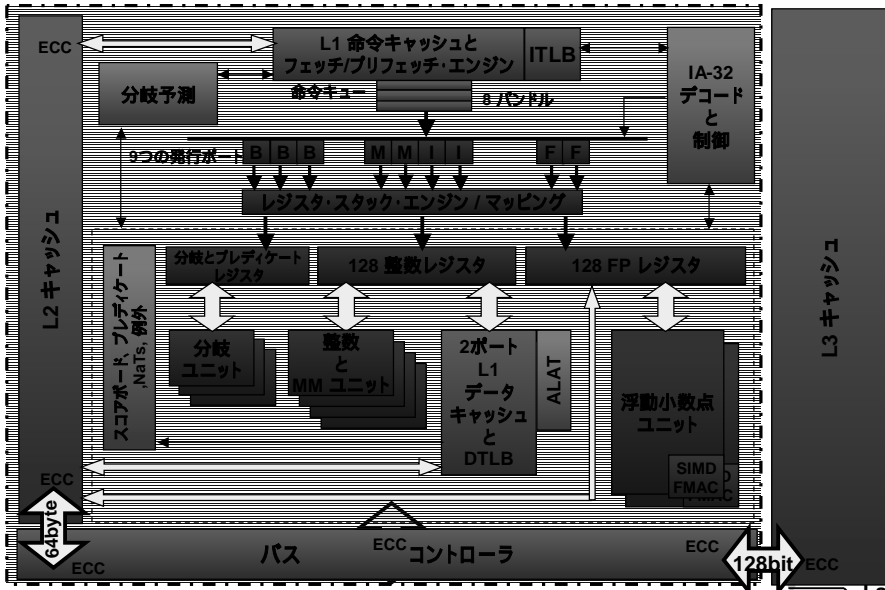 ECC
L1 命令キャッシュと
フェッチ/プリフェッチ・エンジン
ITLB
IA-32
デコード
と
制御
分岐予測
命令キュー
8 バンドル
9つの発行ポート
B B B M M I I F F
レジスタ・スタック・エンジン / マッピング
L2 キャッシュ
L3 キャッシュ
スコアボード、プレディケート
,NaTs, 例外
分岐とプレディケート
レジスタ
128 整数レジスタ
128 FP レジスタ
分岐
ユニット
整数
と
MM ユニット
2ポート
L1
データ
キャッシュ
と
DTLB
ALAT
浮動小数点
ユニット
SIMD
FMAC
D
FMAC
ECC
64byte
ECC
バス
ECC
コントローラ
ECC
128bit
ECC